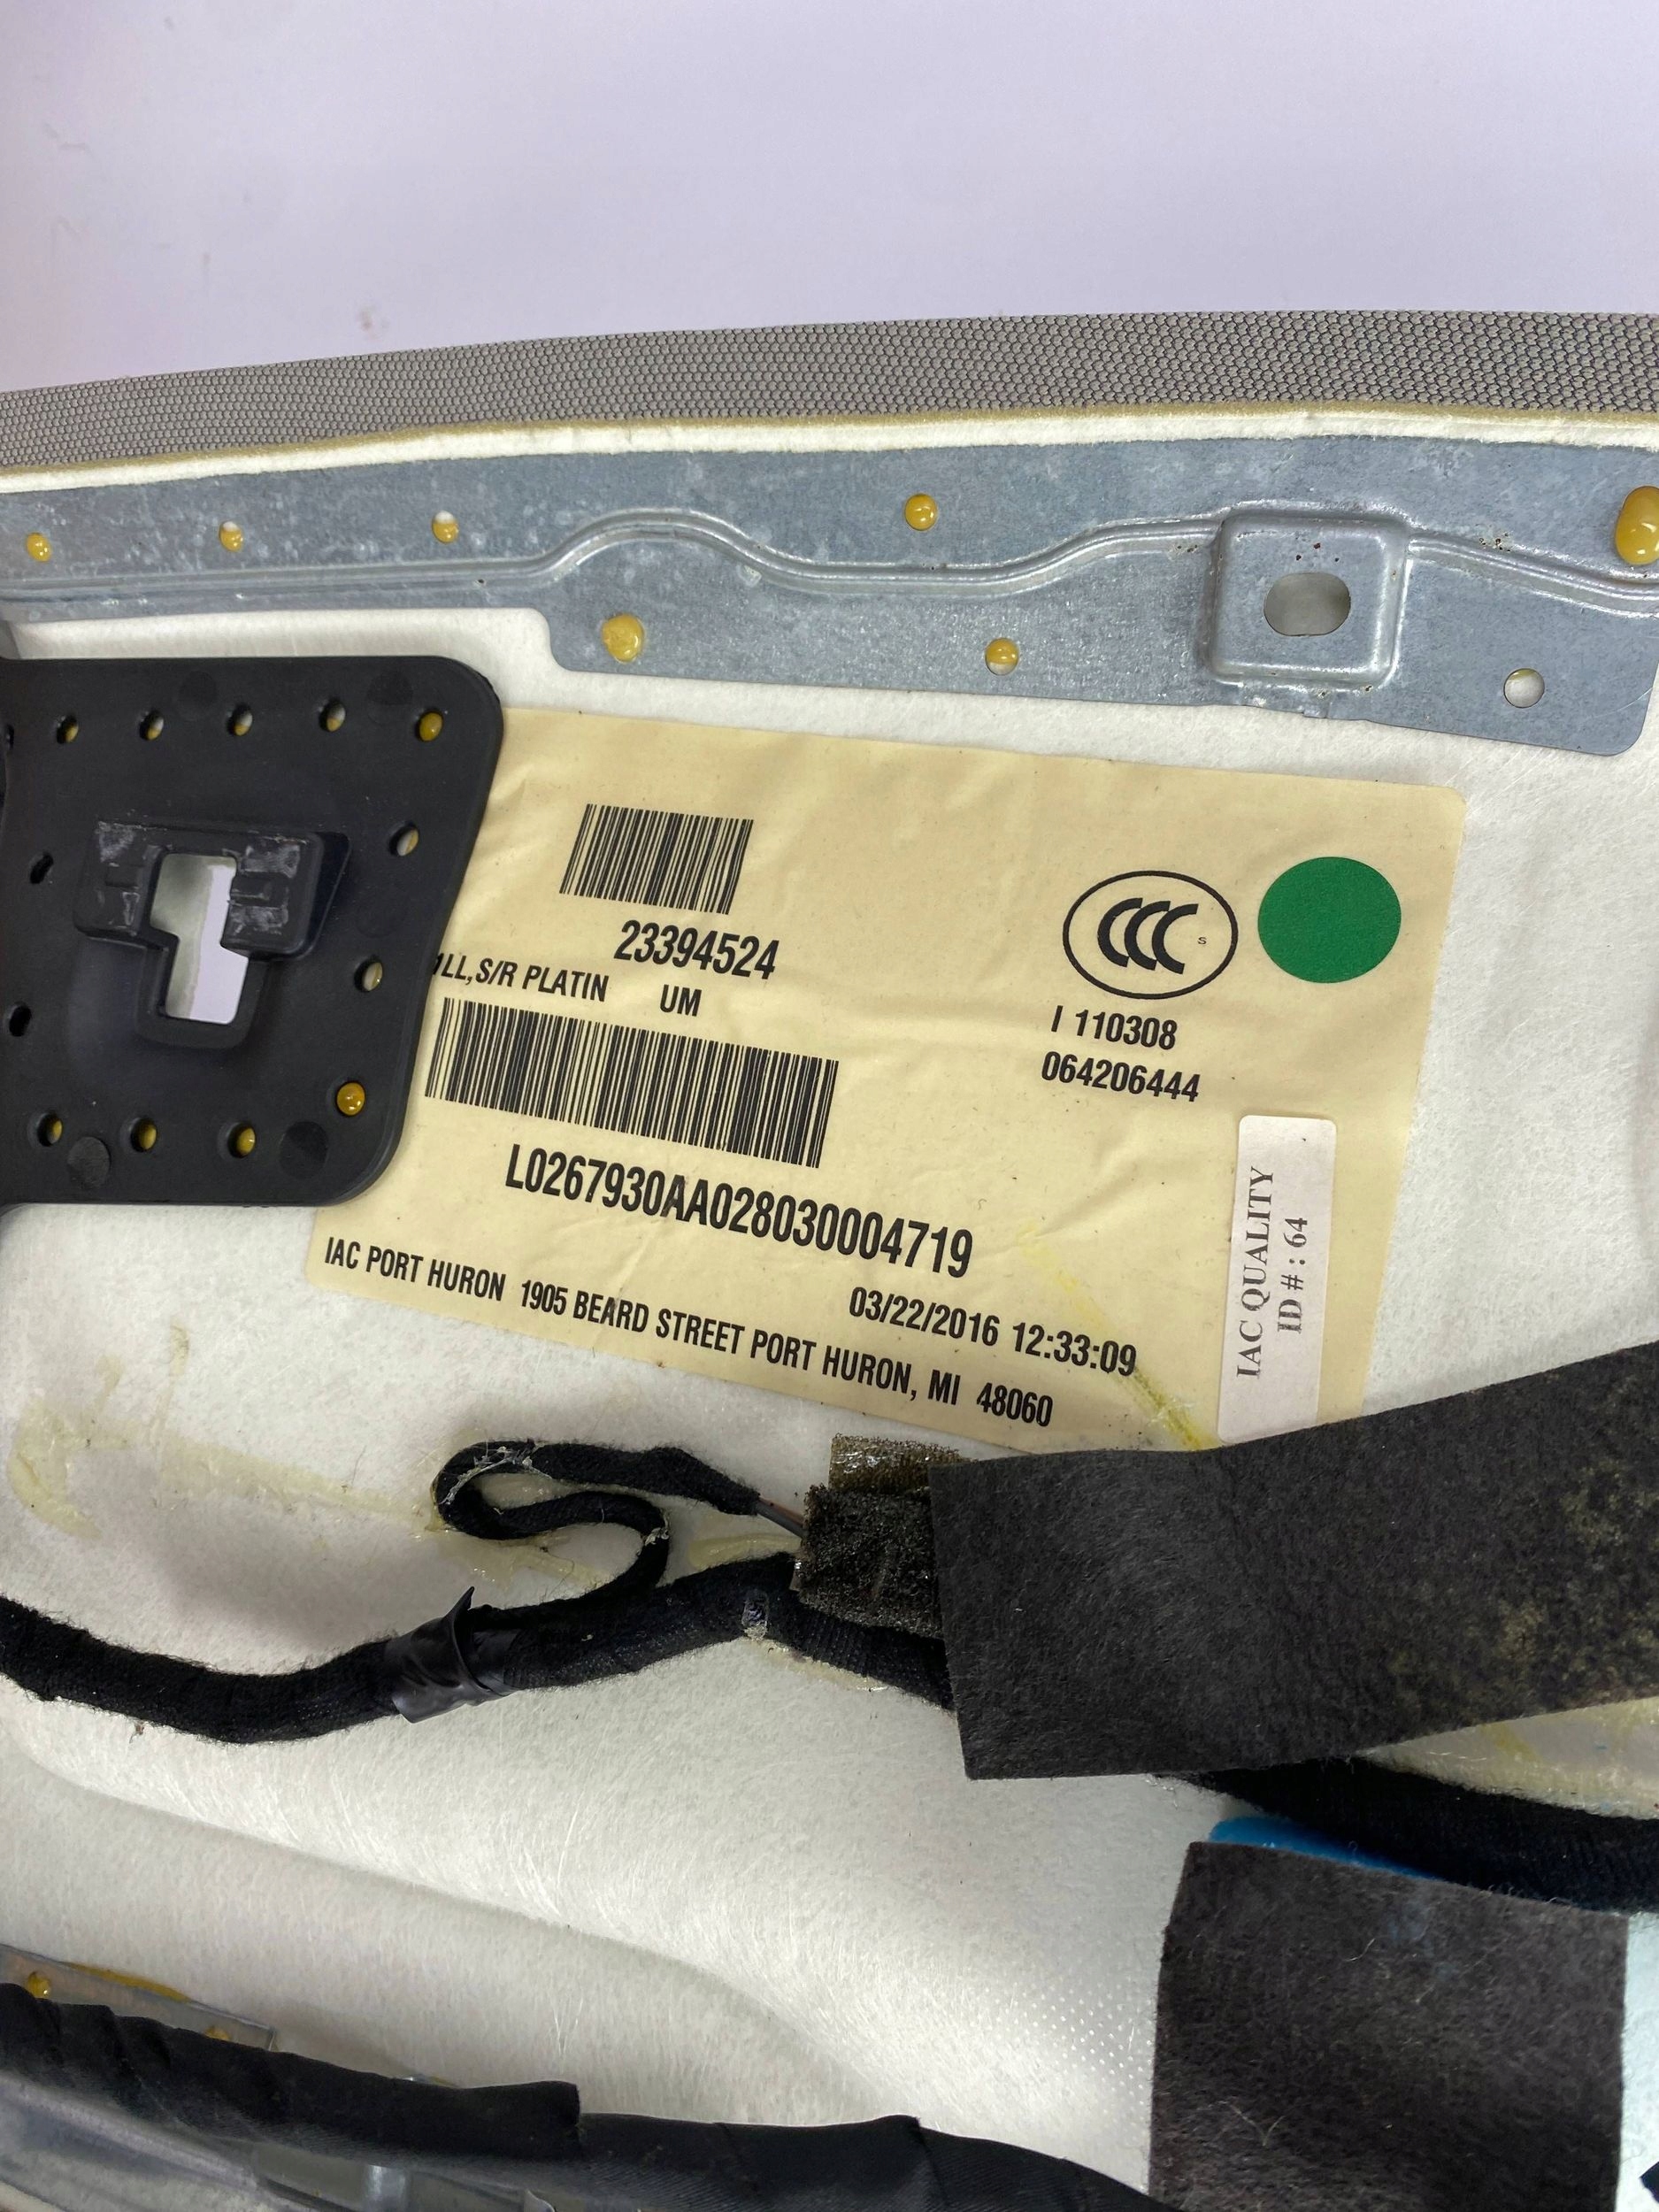 23394524
S/R PLATIN UM
L0267930AA028030004719
03/22/2016 12:33:09
IAC PORT HURON 1905 BEARD STREET PORT HURON, MI 48060
CCC S
I 110308
064206444
IAC QUALITY
ID # : 64